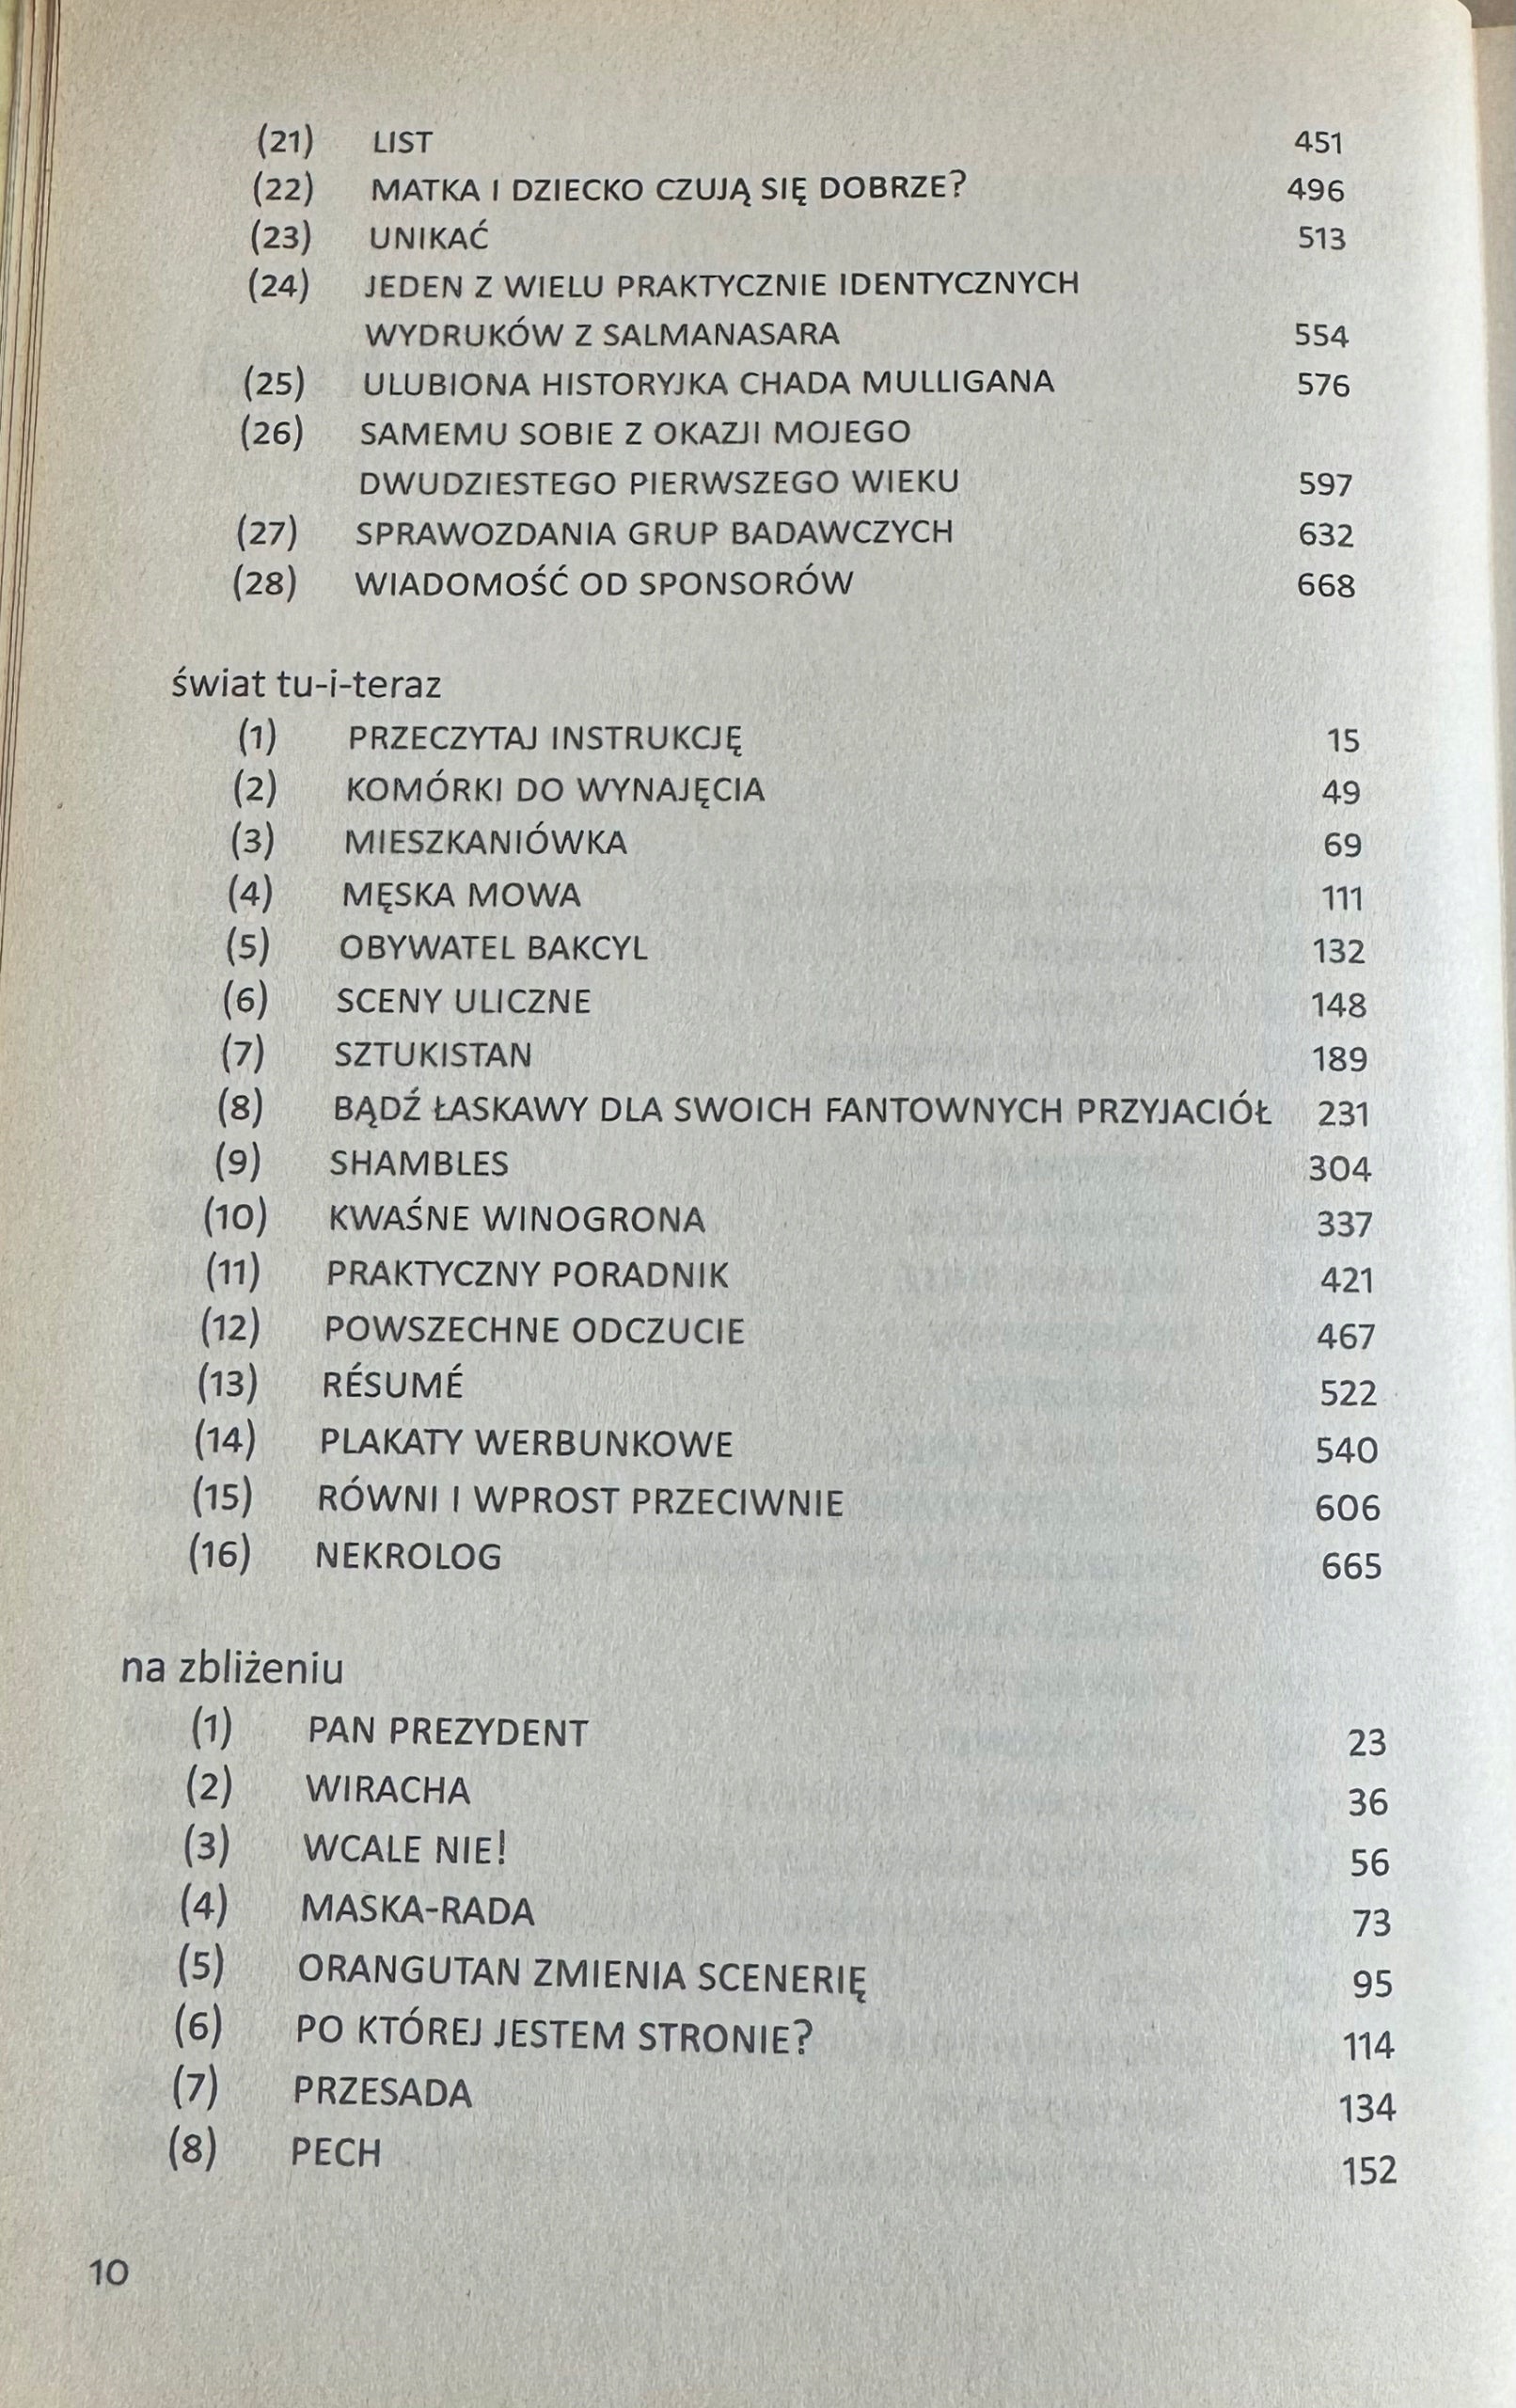 (21) LIST 451
(22) MATKA I DZIECKO CZUJĄ SIĘ DOBRZE? 496
(23) UNIKAĆ 513
(24) JEDEN Z WIELU PRAKTYCZNIE IDENTYCZNYCH
WYDRUKÓW Z SALMANASARA 554
(25) ULUBIONA HISTORYJKA CHADA MULLIGANA 576
(26) SAMEMU SOBIE Z OKAZJI MOJEGO
DWUDZIESTEGO PIERWSZEGO WIEKU 597
(27) SPRAWOZDANIA GRUP BADAWCZYCH 632
(28) WIADOMOŚĆ OD SPONSORÓW 668
świat tu-i-teraz
(1) PRZECZYTAJ INSTRUKCJĘ 15
(2) KOMÓRKI DO WYNAJĘCIA 49
(3) MIESZKANIÓWKA 69
(4) MĘSKA MOWA 111
(5) OBYWATEL BAKCYL 132
(6) SCENY ULICZNE 148
(7) SZTUKISTAN 189
(8) BĄDŹ ŁASKAWY DLA SWOICH FANTOWNYCH PRZYJACIÓŁ 231
(9) SHAMBLES 304
(10) KWAŚNE WINOGRONA 337
(11) PRAKTYCZNY PORADNIK 421
(12) POWSZECHNE ODCZUCIE 467
(13) RÉSUMÉ 522
(14) PLAKATY WERBUNKOWE 540
(15) RÓWNI I WPROST PRZECIWNIE 606
(16) NEKROLOG 665
na zbliżeniu
(1) PAN PREZYDENT 23
(2) WIRACHA 36
(3) WCALE NIE! 56
(4) MASKA-RADA 73
(5) ORANGUTAN ZMIENIA SCENERIĘ 95
(6) PO KTÓREJ JESTEM STRONIE? 114
(7) PRZESADA 134
(8) PECH 152
10